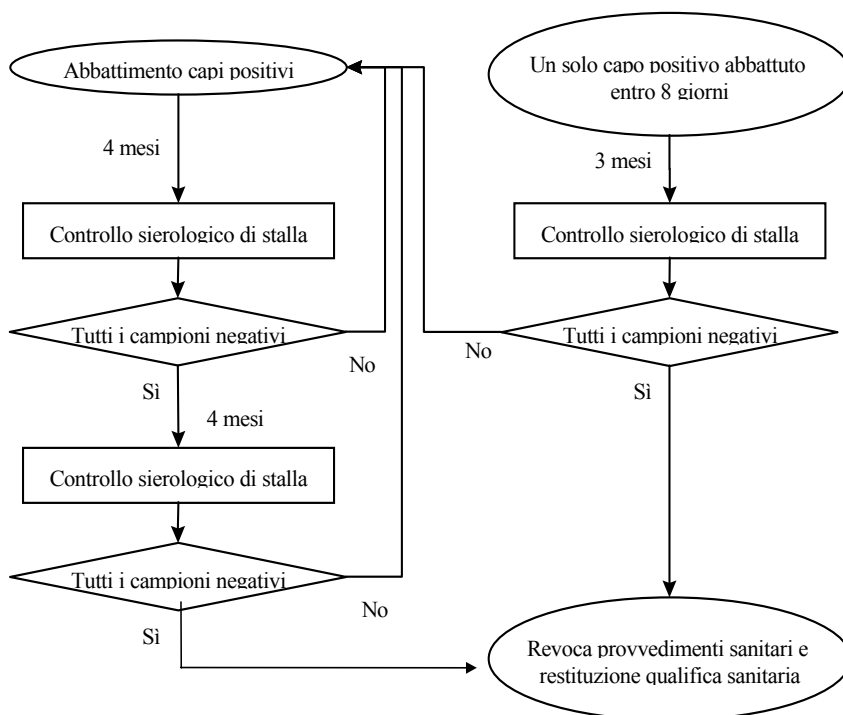 Abbattimento capi positivi
Un solo capo positivo abbattuto
entro 8 giorni
4 mesi
3 mesi
Controllo sierologico di stalla
Controllo sierologico di stalla
Tutti i campioni negativi
Tutti i campioni negativi
No
No
Sì
Sì
4 mesi
Controllo sierologico di stalla
Tutti i campioni negativi
No
Sì
Revoca provvedimenti sanitari e
restituzione qualifica sanitaria